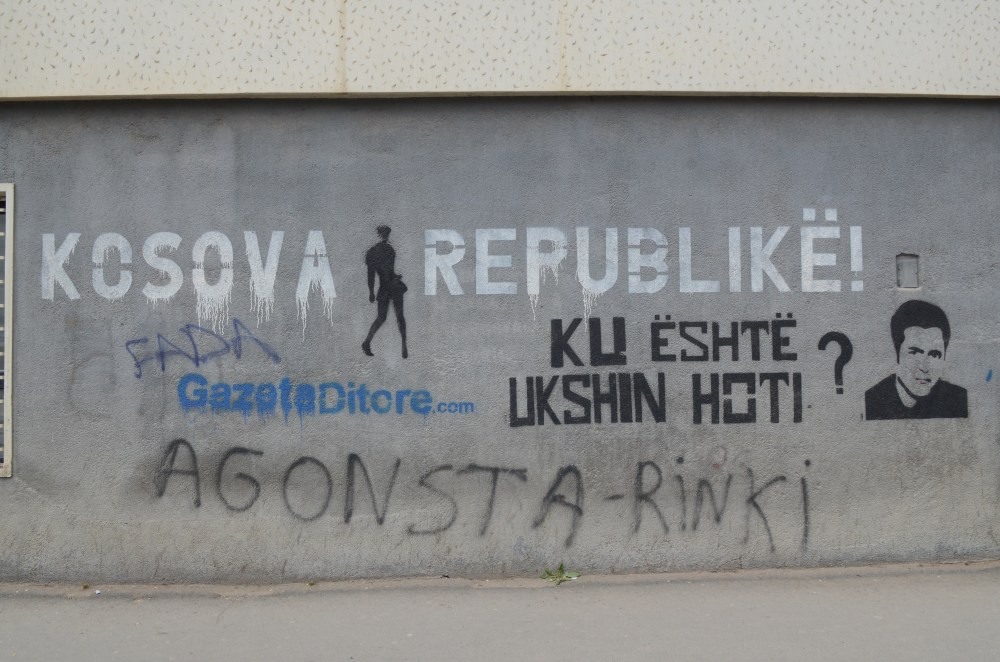 KOSOVA REPUBLIKË!
KU ËSHTË
UKSHIN HOTI ?
FADA
GazetaDitore.com
AGONSTA-RiNKi